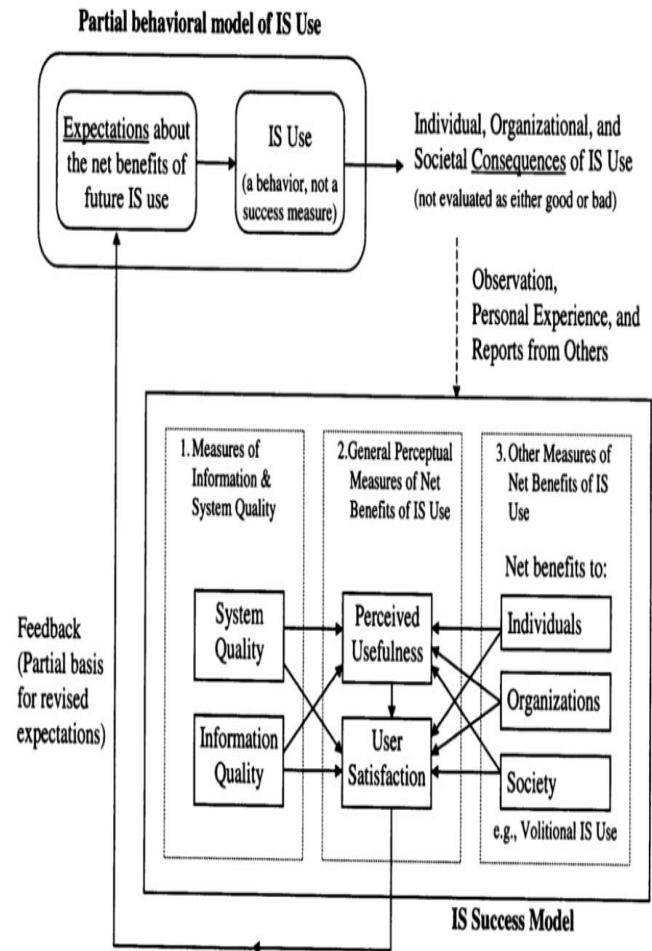 Partial behavioral model of IS Use
Expectations about
the net benefits of
future IS use
IS Use
(a behavior, not a
success measure)
Individual, Organizational, and
Societal Consequences of IS Use
(not evaluated as either good or bad)
Observation,
Personal Experience, and
Reports from Others
1. Measures of
Information &
System Quality
2.General Perceptual
Measures of Net
Benefits of IS Use
3. Other Measures of
Net Benefits of IS
Use
Net benefits to:
System
Quality
Information
Quality
Perceived
Usefulness
User
Satisfaction
Individuals
Organizations
Society
e.g., Volitional IS Use
Feedback
(Partial basis
for revised
expectations)
IS Success Model